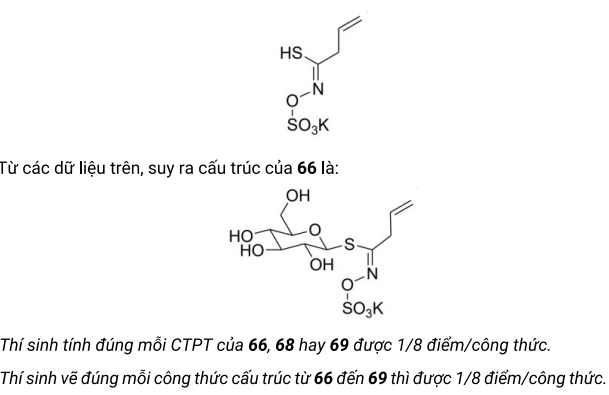 HS
N
O
SO₃K
Từ các dữ liệu trên, suy ra cấu trúc của 66 là:
OH
HO
O
S
HO
OH
N
O
SO₃K
Thí sinh tính đúng mỗi CTPT của 66, 68 hay 69 được 1/8 điểm/công thức.
Thí sinh vẽ đúng mỗi công thức cấu trúc từ 66 đến 69 thì được 1/8 điểm/công thức.